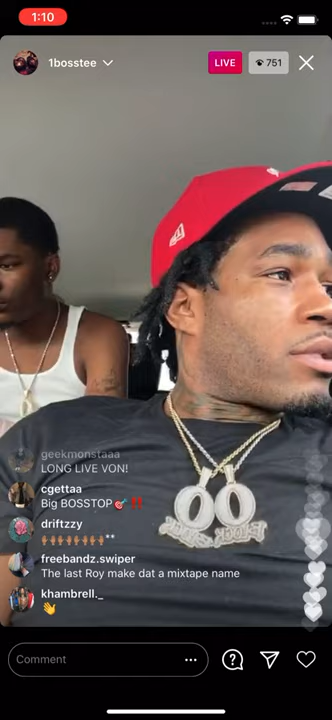 1:10
1bosstee
LIVE
751
geekmonstaaa
LONG LIVE VON!
cgettaa
Big BOSSTOP🎯‼️
driftzzy
**
freebandz.swiper
The last Roy make dat a mixtape name
khambrell._
👋🏾
OO
Comment